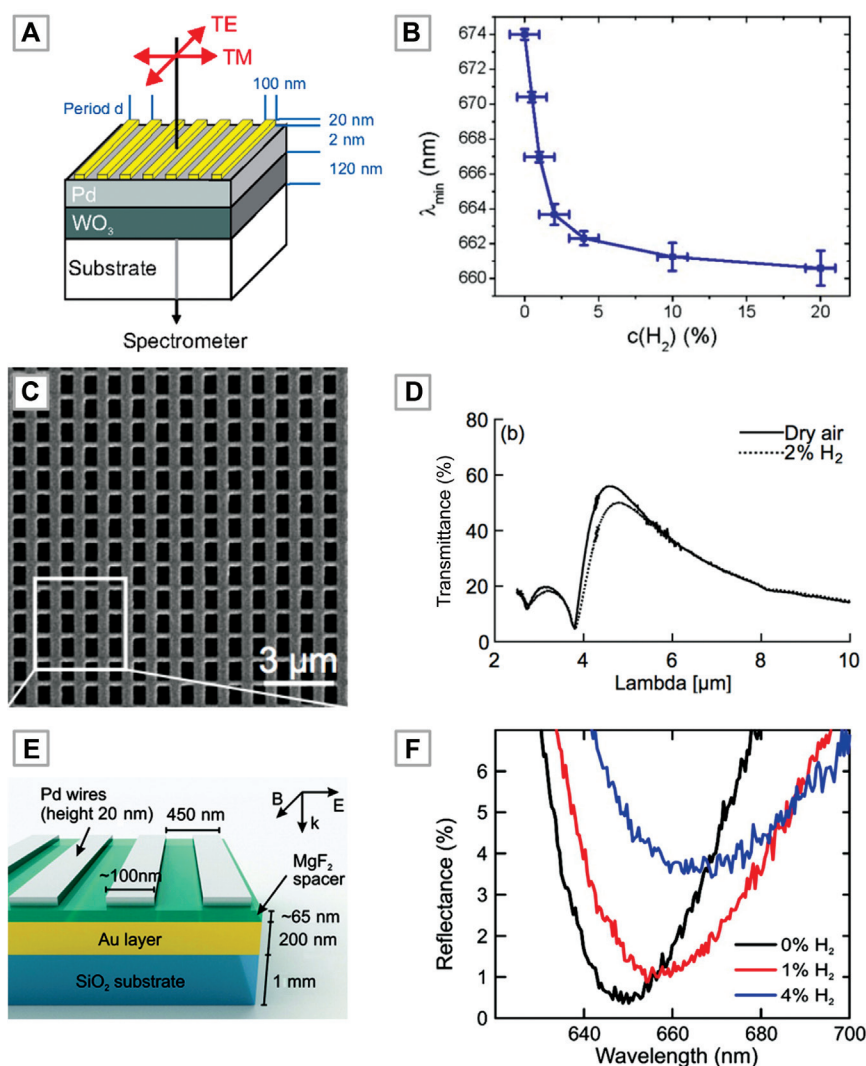 A
TE
TM
100 nm
Period d
20 nm
2 nm
120 nm
Pd
WO₃
Substrate
Spectrometer
B
674
672
670
668
666
664
662
660
λmin (nm)
0 5 10 15 20
c(H₂) (%)
C
3 µm
D
(b)
Dry air
2% H₂
80
60
40
20
0
Transmittance (%)
2 4 6 8 10
Lambda [µm]
E
Pd wires
(height 20 nm)
450 nm
B
E
k
~100nm
MgF₂
spacer
~65 nm
Au layer
200 nm
SiO₂ substrate
1 mm
F
6
5
4
3
2
1
0
Reflectance (%)
0% H₂
1% H₂
4% H₂
640 660 680 700
Wavelength (nm)